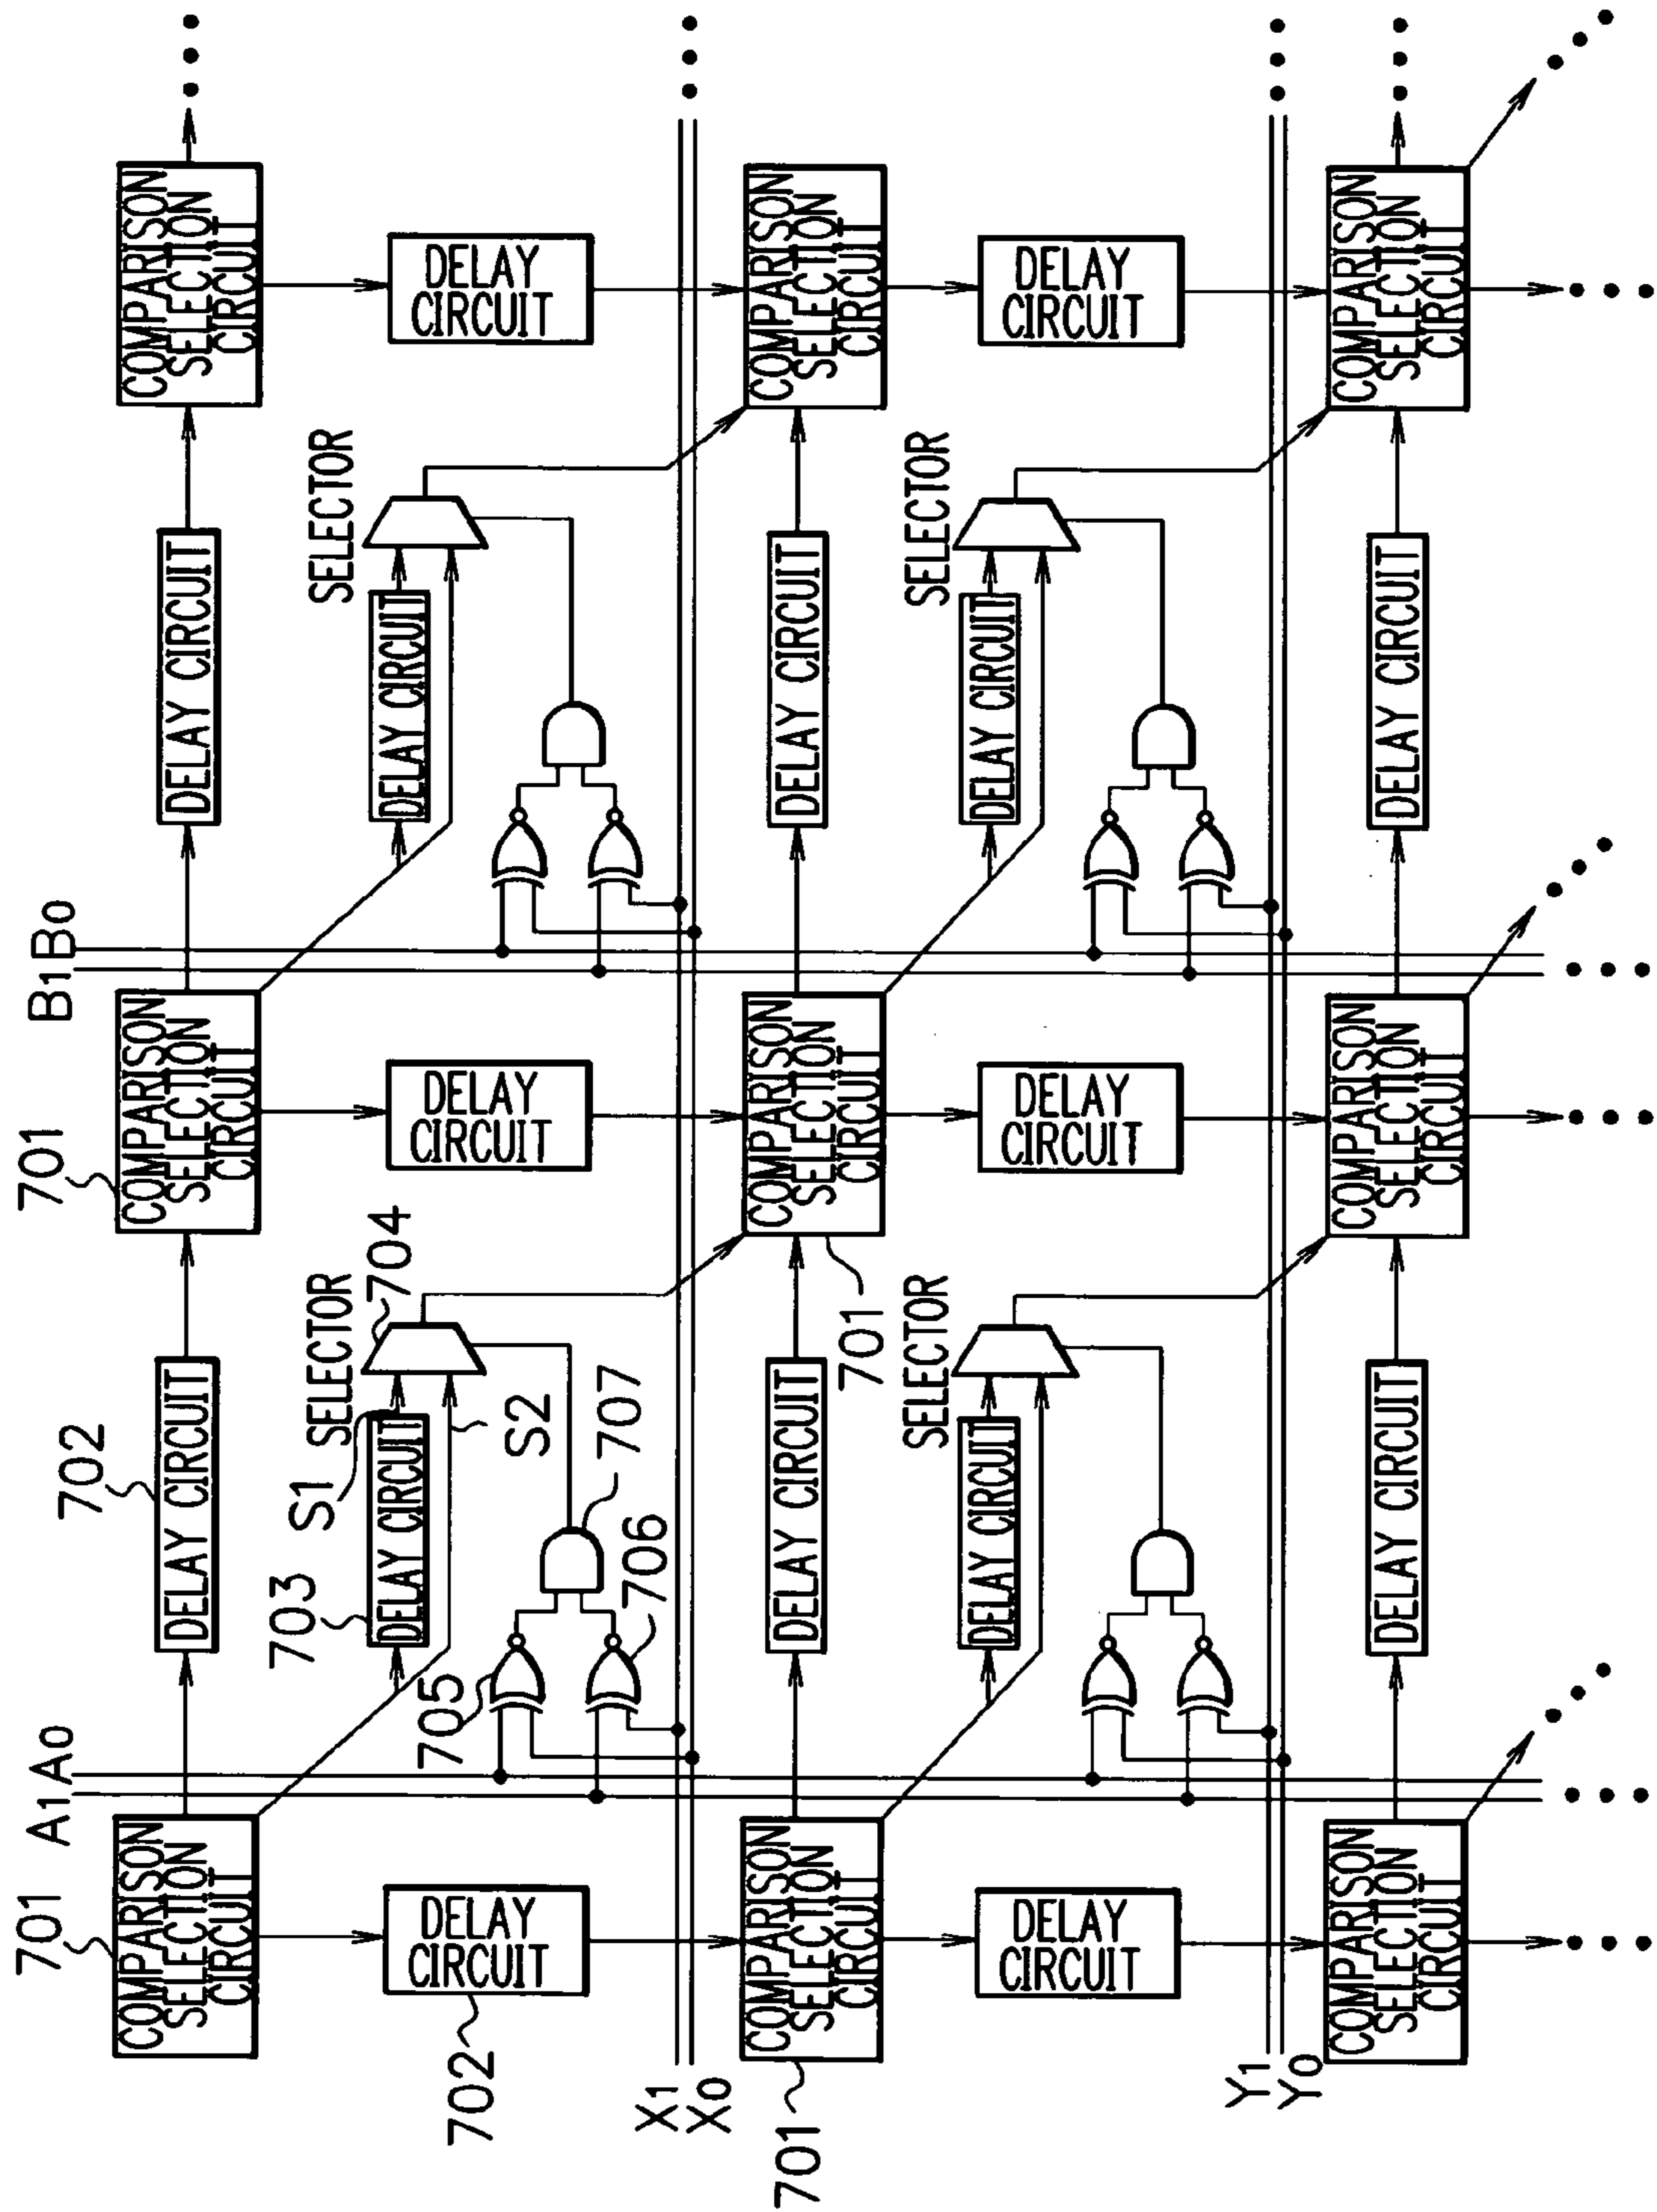 701
A1 A0
701
B1 B0
702
COMPARISON
SELECTION
CIRCUIT
DELAY CIRCUIT
COMPARISON
SELECTION
CIRCUIT
DELAY CIRCUIT
COMPARISON
SELECTION
CIRCUIT
703
S1
SELECTOR
704
SELECTOR
DELAY CIRCUIT
DELAY CIRCUIT
702
DELAY
CIRCUIT
705
S2
DELAY
CIRCUIT
DELAY
CIRCUIT
706
707
X1
X0
701
COMPARISON
SELECTION
CIRCUIT
DELAY CIRCUIT
COMPARISON
SELECTION
CIRCUIT
DELAY CIRCUIT
COMPARISON
SELECTION
CIRCUIT
701
SELECTOR
SELECTOR
DELAY CIRCUIT
DELAY CIRCUIT
DELAY
CIRCUIT
DELAY
CIRCUIT
DELAY
CIRCUIT
Y1
Y0
COMPARISON
SELECTION
CIRCUIT
DELAY CIRCUIT
COMPARISON
SELECTION
CIRCUIT
DELAY CIRCUIT
COMPARISON
SELECTION
CIRCUIT